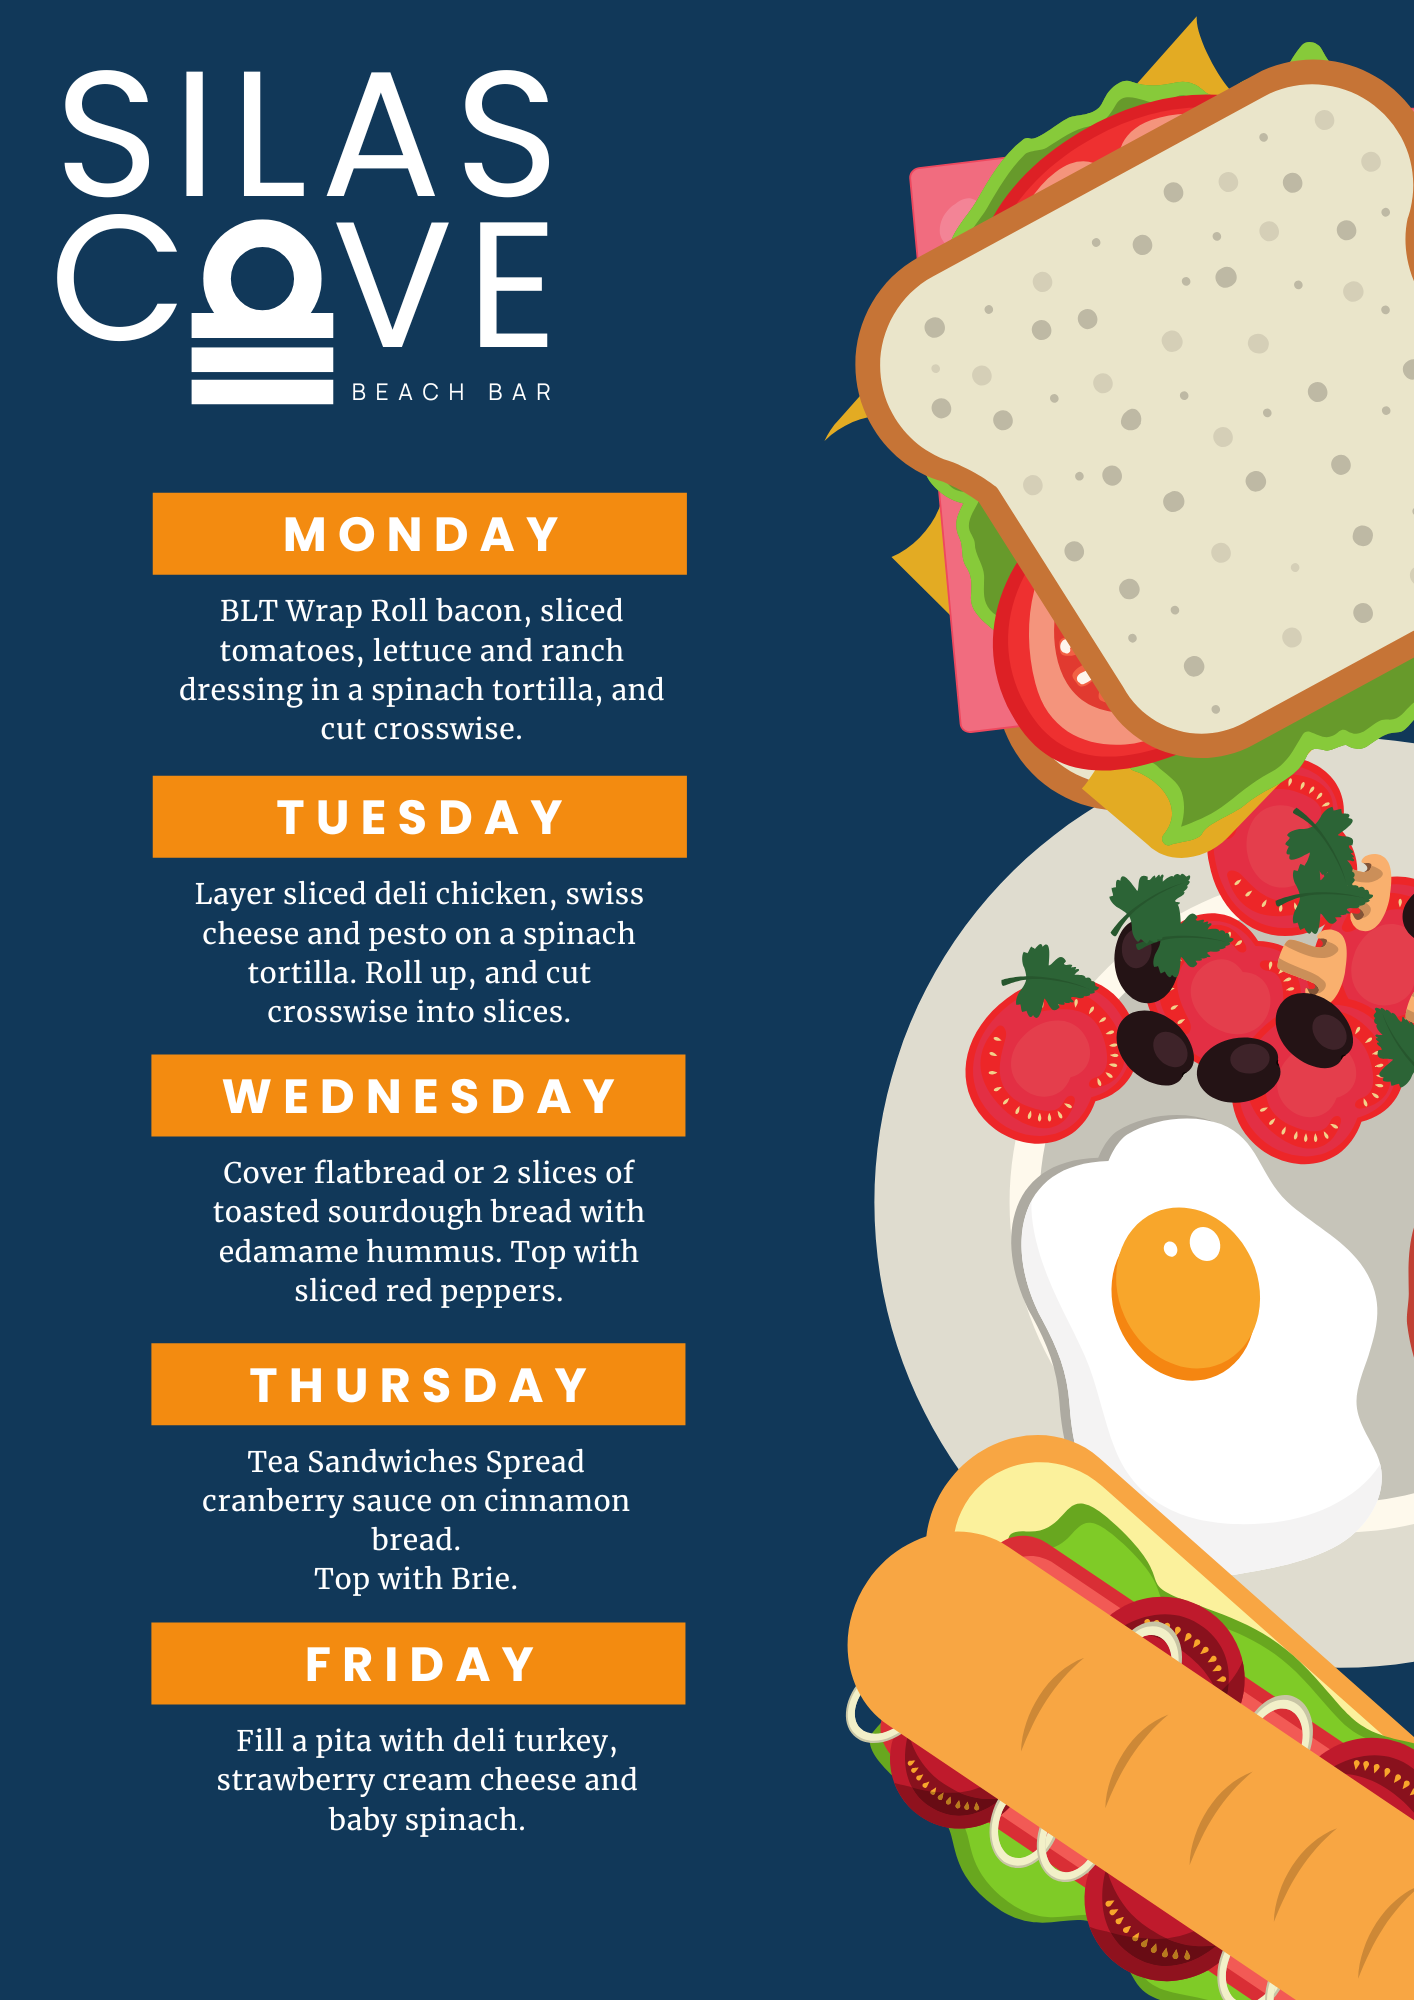 SILAS
COVE
BEACH BAR
MONDAY
BLT Wrap Roll bacon, sliced
tomatoes, lettuce and ranch
dressing in a spinach tortilla, and
cut crosswise.
TUESDAY
Layer sliced deli chicken, swiss
cheese and pesto on a spinach
tortilla. Roll up, and cut
crosswise into slices.
WEDNESDAY
Cover flatbread or 2 slices of
toasted sourdough bread with
edamame hummus. Top with
sliced red peppers.
THURSDAY
Tea Sandwiches Spread
cranberry sauce on cinnamon
bread.
Top with Brie.
FRIDAY
Fill a pita with deli turkey,
strawberry cream cheese and
baby spinach.